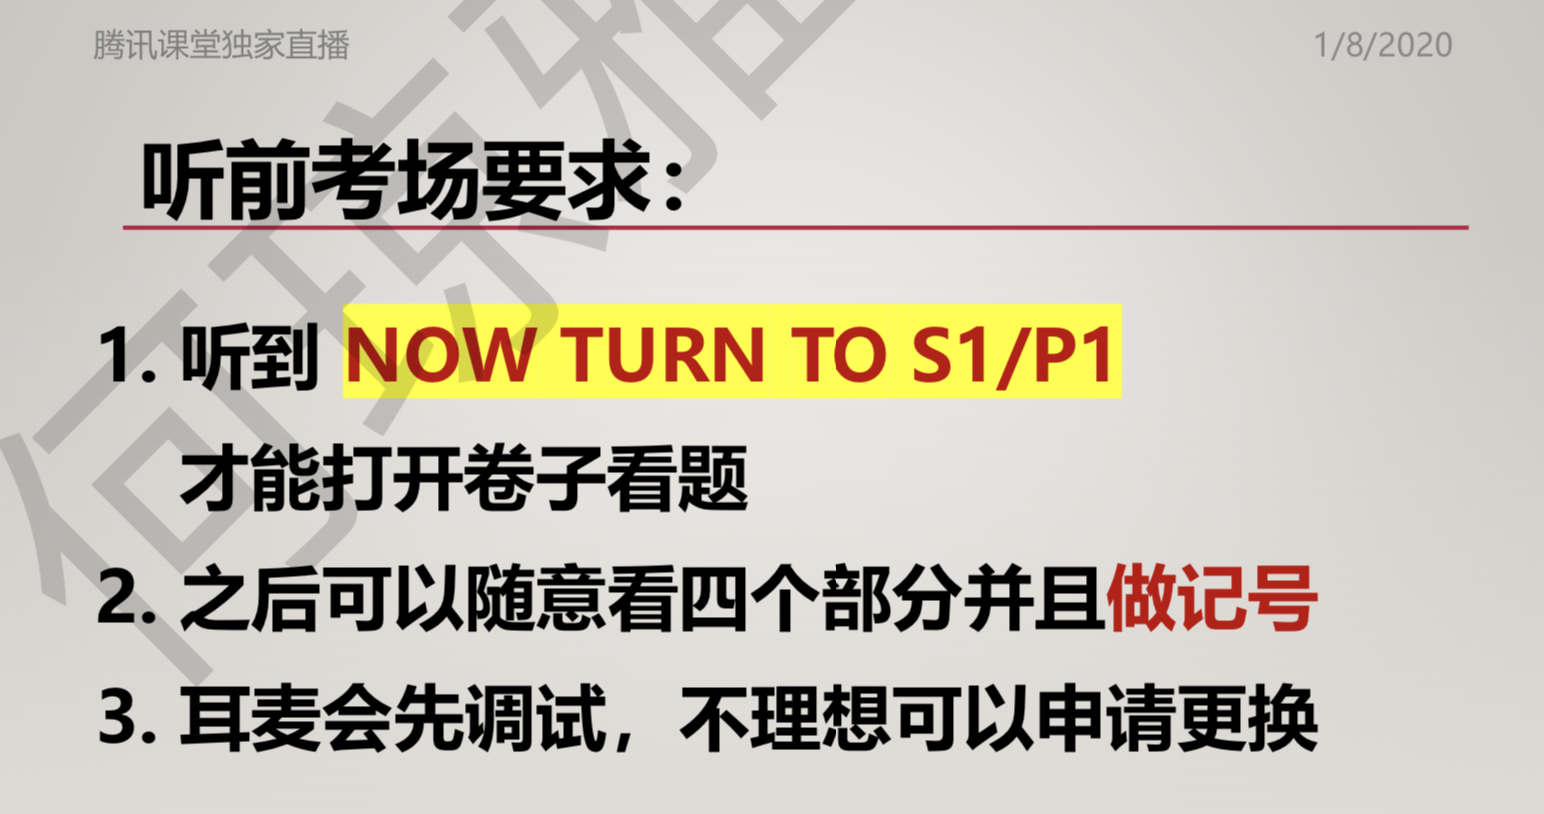 腾讯课堂独家直播
1/8/2020
听前考场要求：
1. 听到 NOW TURN TO S1/P1
才能打开卷子看题
2. 之后可以随意看四个部分并且做记号
3. 耳麦会先调试，不理想可以申请更换
何琼雅